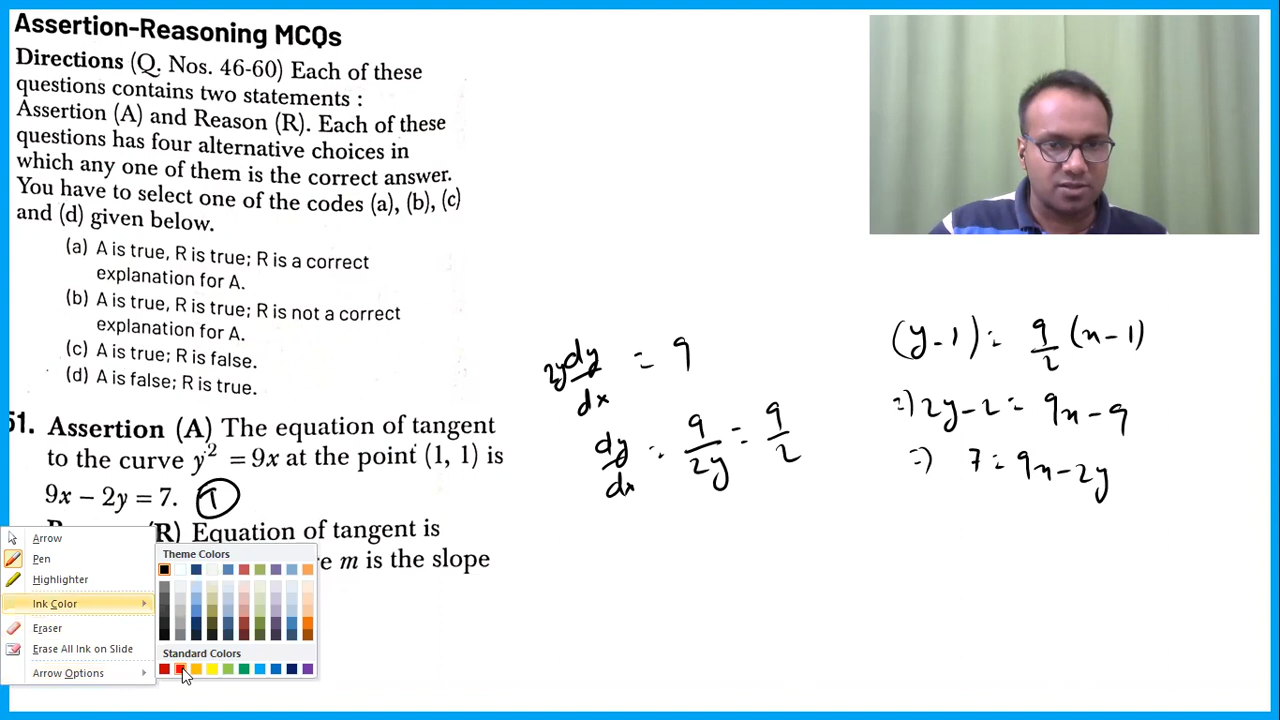 Assertion-Reasoning MCQs
Directions (Q. Nos. 46-60) Each of these
questions contains two statements :
Assertion (A) and Reason (R). Each of these
questions has four alternative choices in
which any one of them is the correct answer.
You have to select one of the codes (a), (b), (c)
and (d) given below.
(a) A is true, R is true; R is a correct
explanation for A.
(b) A is true, R is true; R is not a correct
explanation for A.
(c) A is true; R is false.
(d) A is false; R is true.
51. Assertion (A) The equation of tangent
to the curve y² = 9x at the point (1, 1) is
9x − 2y = 7. T
(R) Equation of tangent is
m is the slope
Arrow
Pen
Highlighter
Ink Color
Eraser
Erase All Ink on Slide
Arrow Options
Theme Colors
Standard Colors
2y dy/dx = 9
dy/dx = 9/2y = 9/2
(y-1) = 9/2 (x-1)
=) 2y-2 = 9x-9
=) 7 = 9x-2y